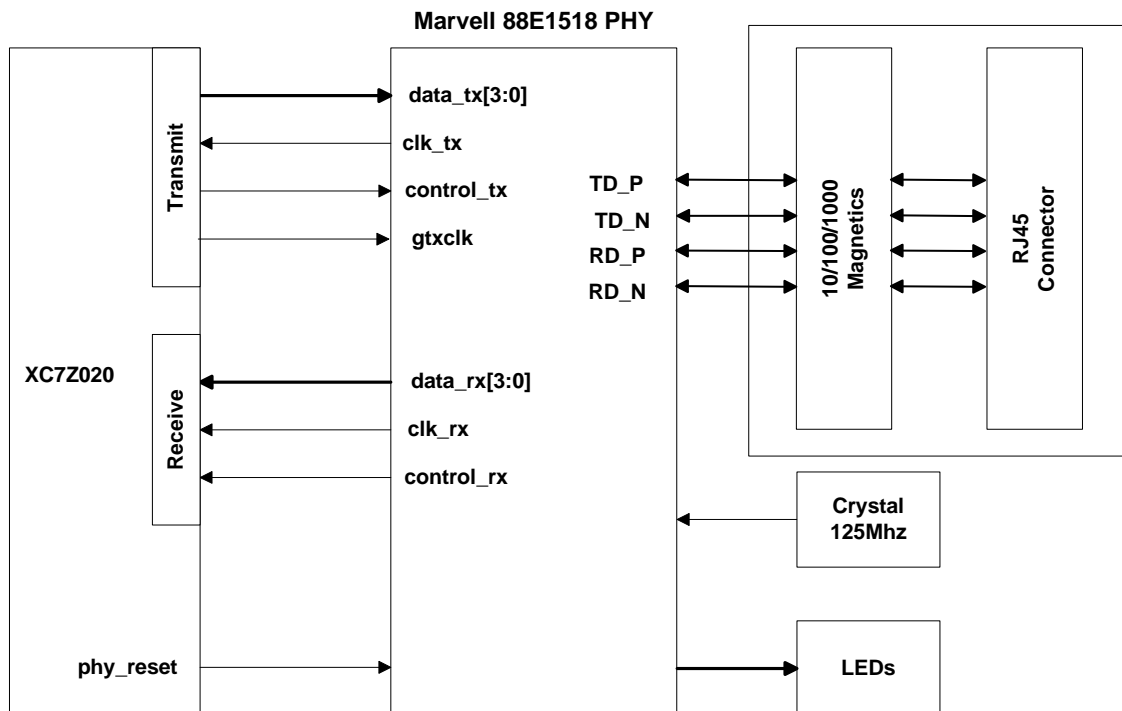 Marvell 88E1518 PHY
Transmit
data_tx[3:0]
clk_tx
control_tx
gtxclk
TD_P
TD_N
RD_P
RD_N
10/100/1000
Magnetics
RJ45
Connector
XC7Z020
Receive
data_rx[3:0]
clk_rx
control_rx
Crystal
125Mhz
phy_reset
LEDs